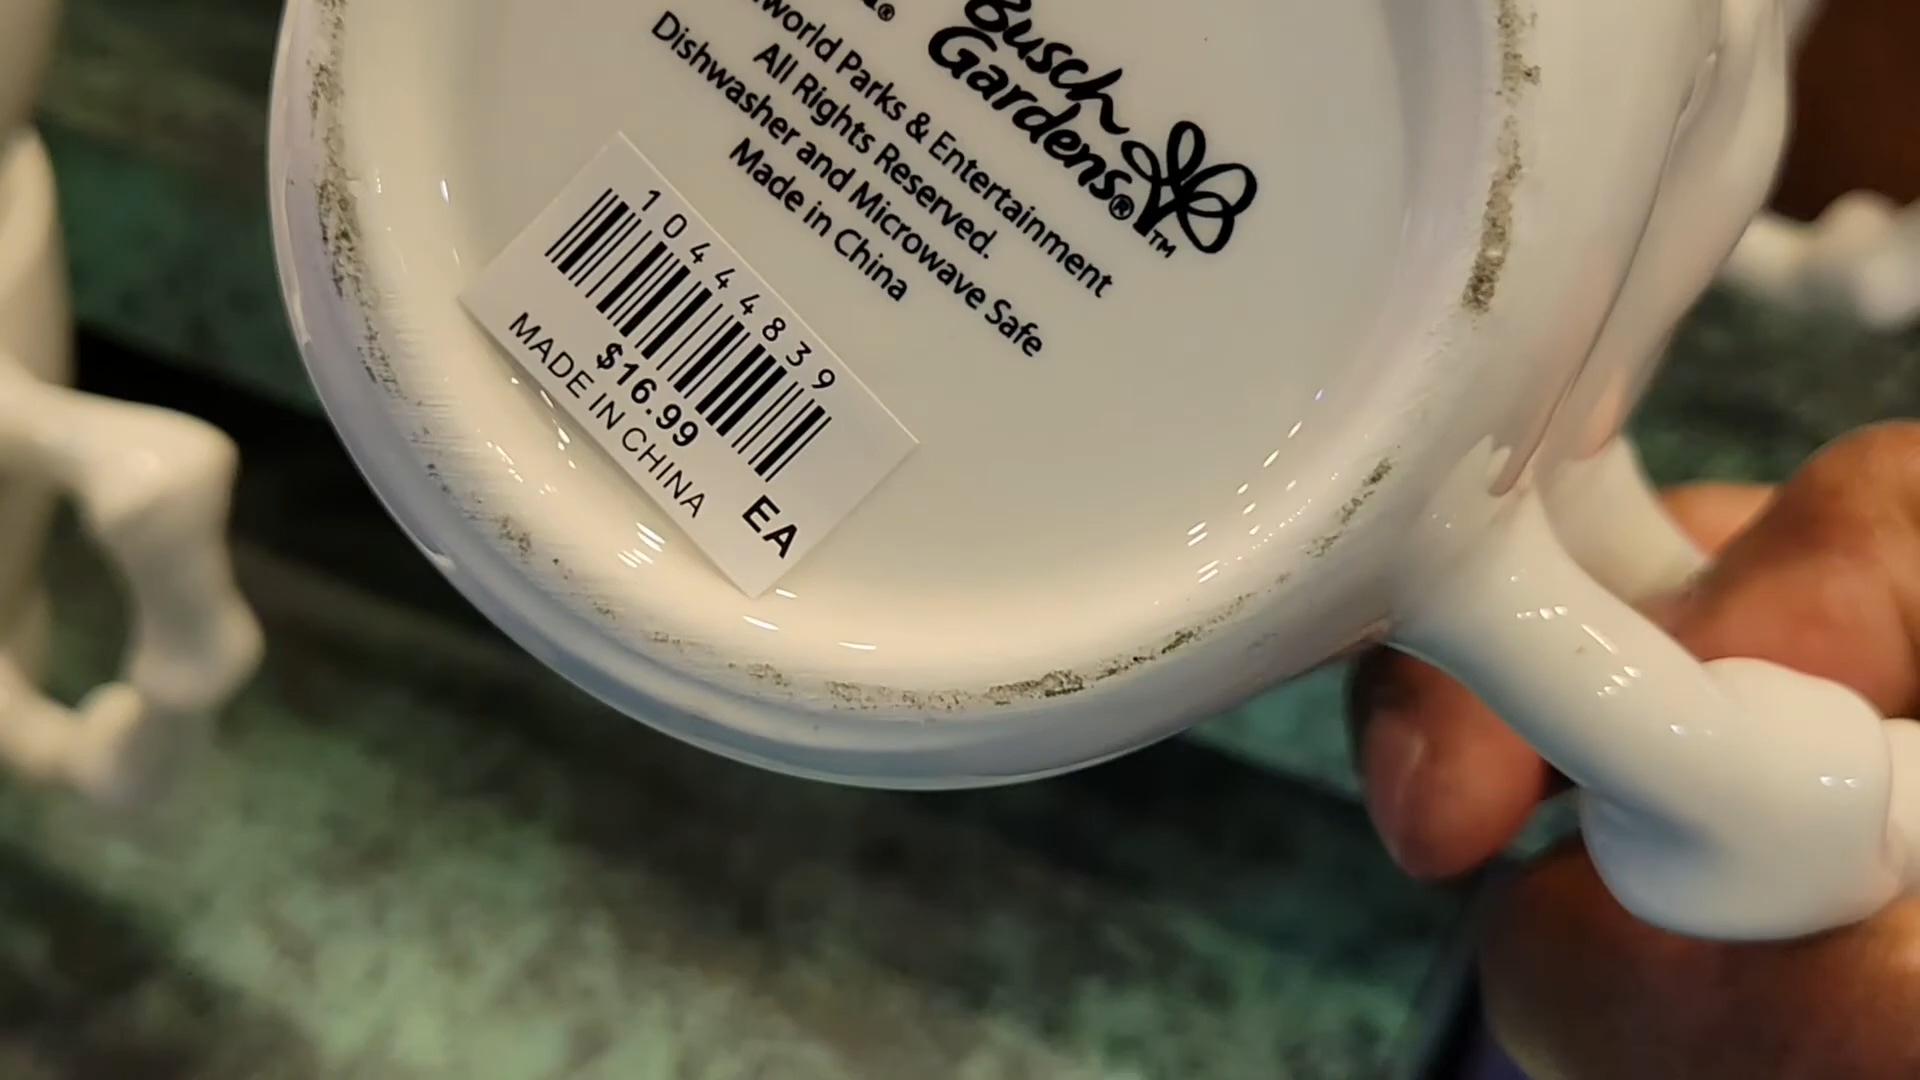 Busch
Gardens®
TM
world Parks & Entertainment
All Rights Reserved.
Dishwasher and Microwave Safe
Made in China
10444839
$16.99
MADE IN CHINA
EA